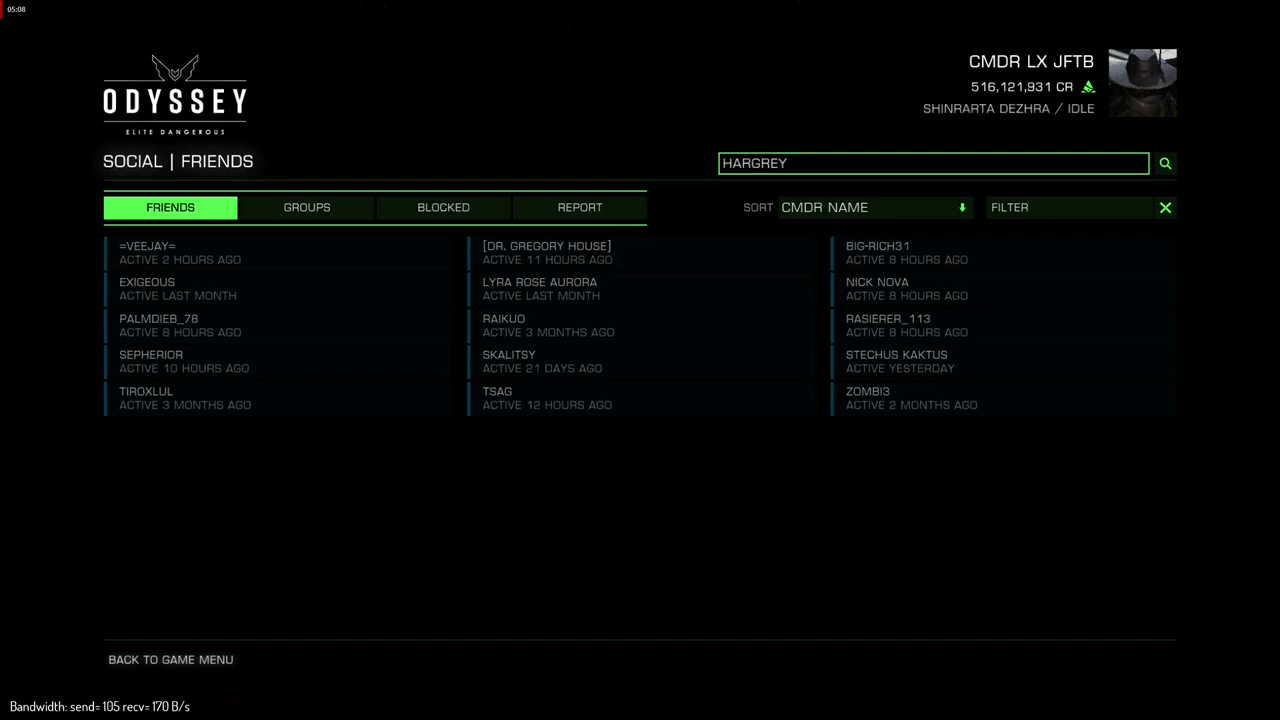 05:08
ODYSSEY
ELITE DANGEROUS
CMDR LX JFTB
516,121,931 CR
SHINRARTA DEZHRA / IDLE
SOCIAL | FRIENDS
HARGREY
FRIENDS GROUPS BLOCKED REPORT
SORT CMDR NAME FILTER
=VEEJAY=
ACTIVE 2 HOURS AGO
[DR. GREGORY HOUSE]
ACTIVE 11 HOURS AGO
BIG-RICH31
ACTIVE 8 HOURS AGO
EXIGEOUS
ACTIVE LAST MONTH
LYRA ROSE AURORA
ACTIVE LAST MONTH
NICK NOVA
ACTIVE 8 HOURS AGO
PALMDIEB_78
ACTIVE 8 HOURS AGO
RAIKUO
ACTIVE 3 MONTHS AGO
RASIERER_113
ACTIVE 8 HOURS AGO
SEPHERIOR
ACTIVE 10 HOURS AGO
SKALITSY
ACTIVE 21 DAYS AGO
STECHUS KAKTUS
ACTIVE YESTERDAY
TIROXLUL
ACTIVE 3 MONTHS AGO
TSAG
ACTIVE 12 HOURS AGO
ZOMBI3
ACTIVE 2 MONTHS AGO
BACK TO GAME MENU
Bandwidth: send= 105 recv= 170 B/s